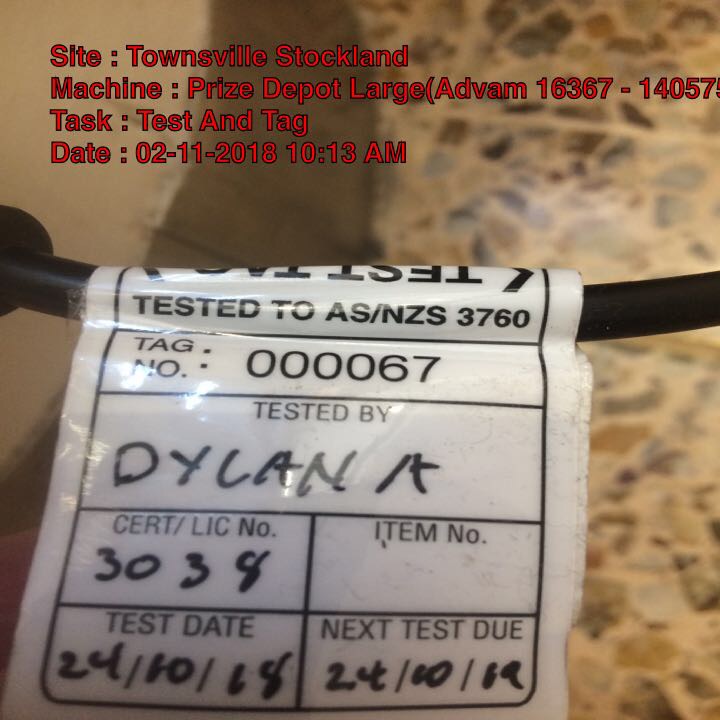 Site : Townsville Stockland
Machine : Prize Depot Large(Advam 16367 - 140575
Task : Test And Tag
Date : 02-11-2018 10:13 AM
TEST TAG
TESTED TO AS/NZS 3760
TAG NO. : 000067
TESTED BY
DYLAN A
CERT/ LIC No. ITEM No.
3038
TEST DATE NEXT TEST DUE
24/10/18 24/10/19